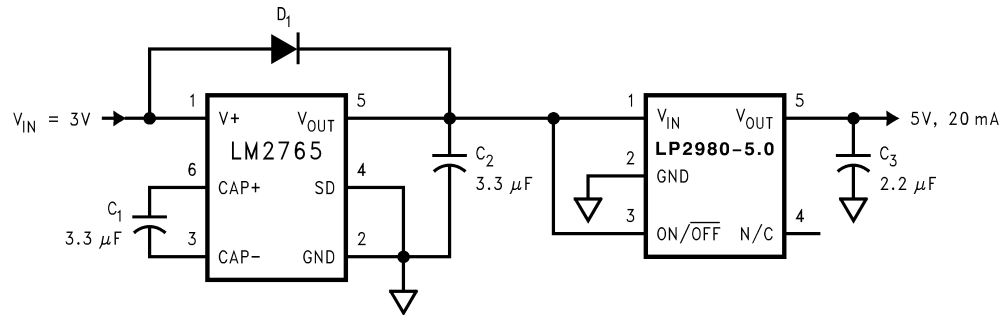 D1
VIN = 3V
1
V+
VOUT
5
LM2765
6
CAP+
SD
4
C1
3.3 µF
3
CAP−
GND
2
C2
3.3 µF
1
VIN
VOUT
5
LP2980-5.0
2
GND
3
ON/O̅F̅F̅
N/C
4
5V, 20 mA
C3
2.2 µF